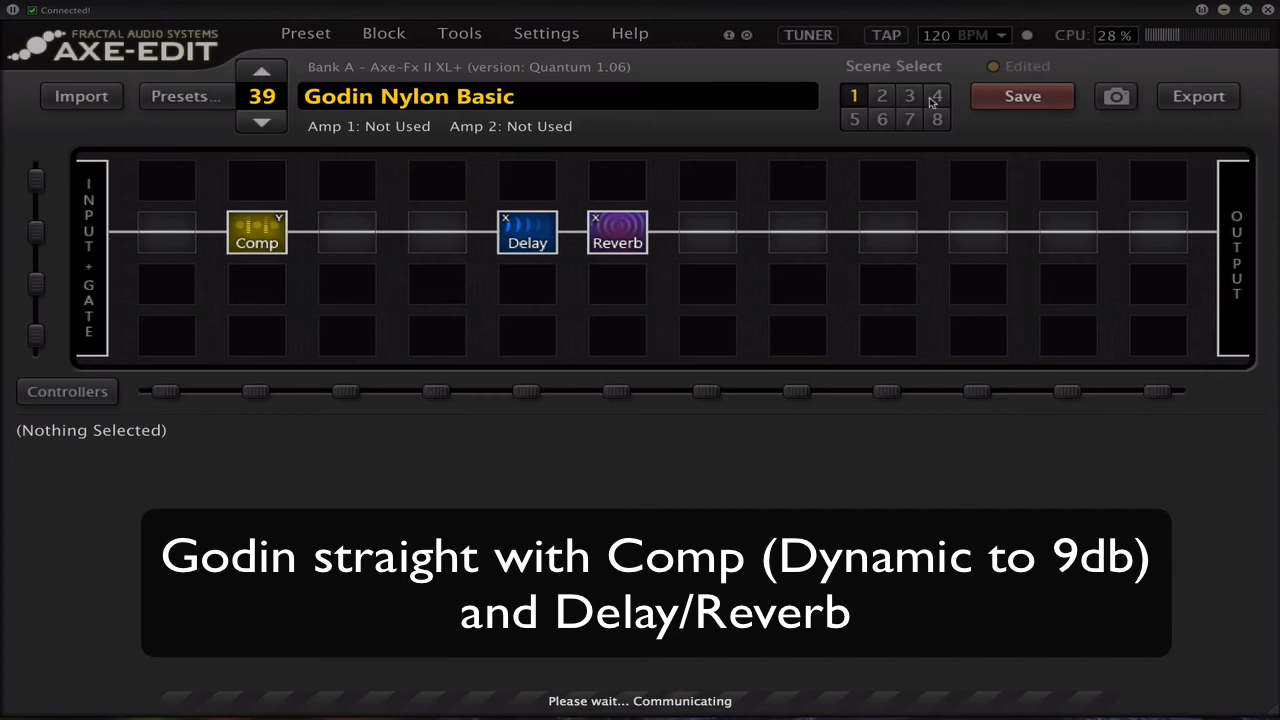 Connected!
FRACTAL AUDIO SYSTEMS
AXE-EDIT
Preset Block Tools Settings Help
TUNER TAP 120 BPM CPU: 28 %
Import Presets... 39
Bank A - Axe-Fx II XL+ (version: Quantum 1.06)
Godin Nylon Basic
Amp 1: Not Used Amp 2: Not Used
Scene Select
1 2 3 4
5 6 7 8
Edited
Save Export
INPUT + GATE
Y
Comp
X
Delay
X
Reverb
OUTPUT
Controllers
(Nothing Selected)
Godin straight with Comp (Dynamic to 9db)
and Delay/Reverb
Please wait... Communicating